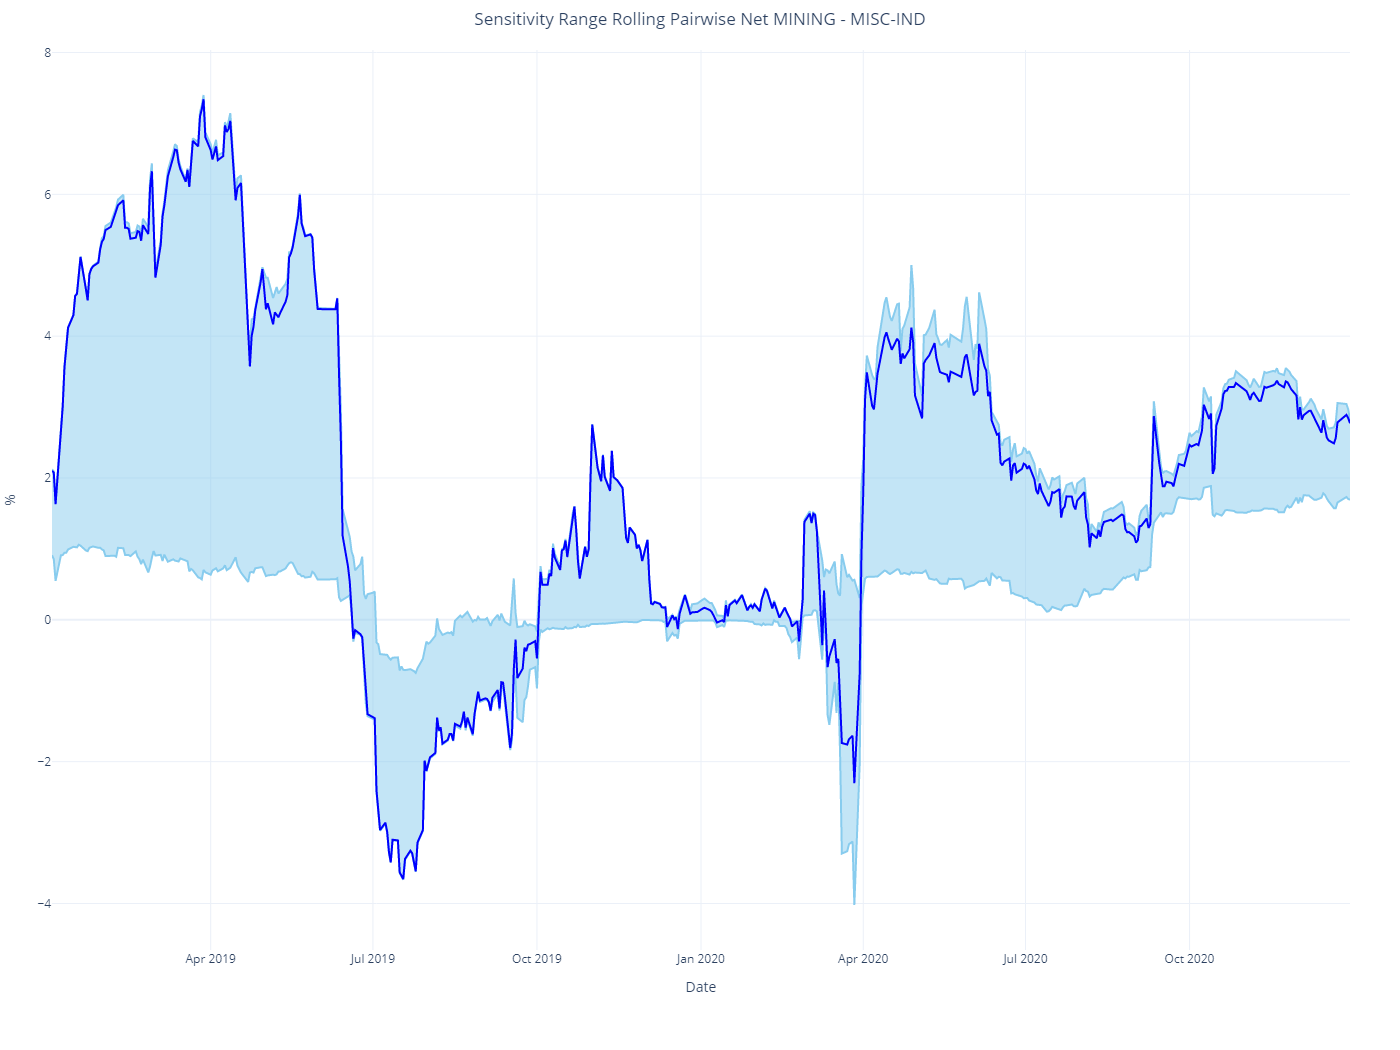 Sensitivity Range Rolling Pairwise Net MINING - MISC-IND
8
6
4
2
0
−2
−4
%
Apr 2019
Jul 2019
Oct 2019
Jan 2020
Apr 2020
Jul 2020
Oct 2020
Date